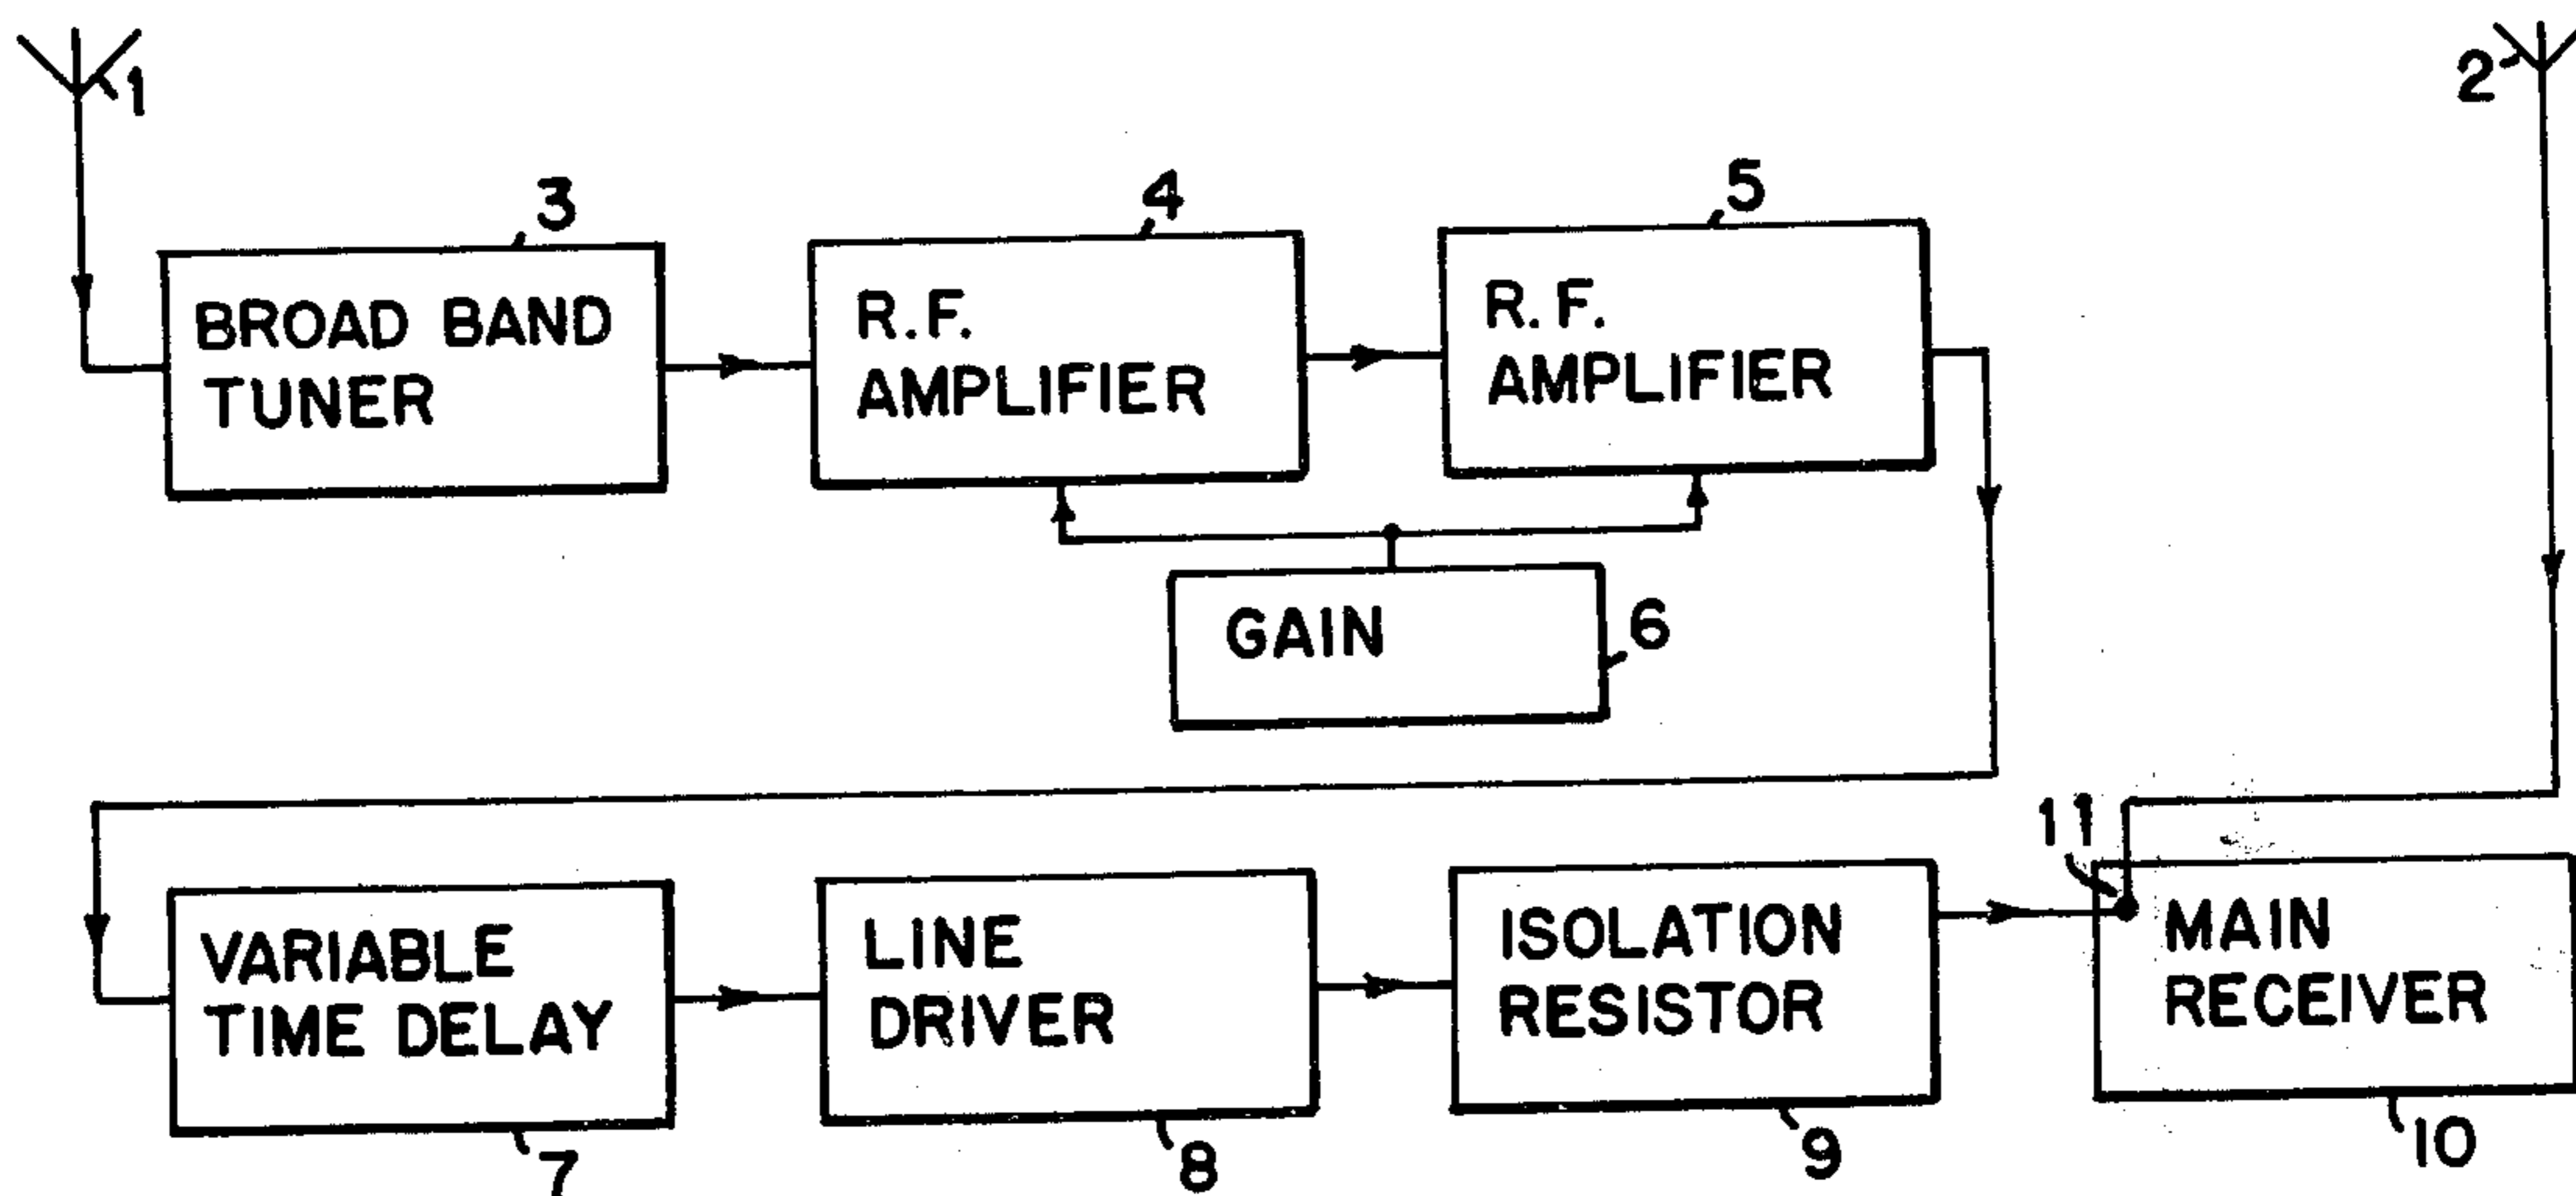 1
2
3
4
5
BROAD BAND
TUNER
R.F.
AMPLIFIER
R.F.
AMPLIFIER
GAIN
6
11
VARIABLE
TIME DELAY
LINE
DRIVER
ISOLATION
RESISTOR
MAIN
RECEIVER
7
8
9
10